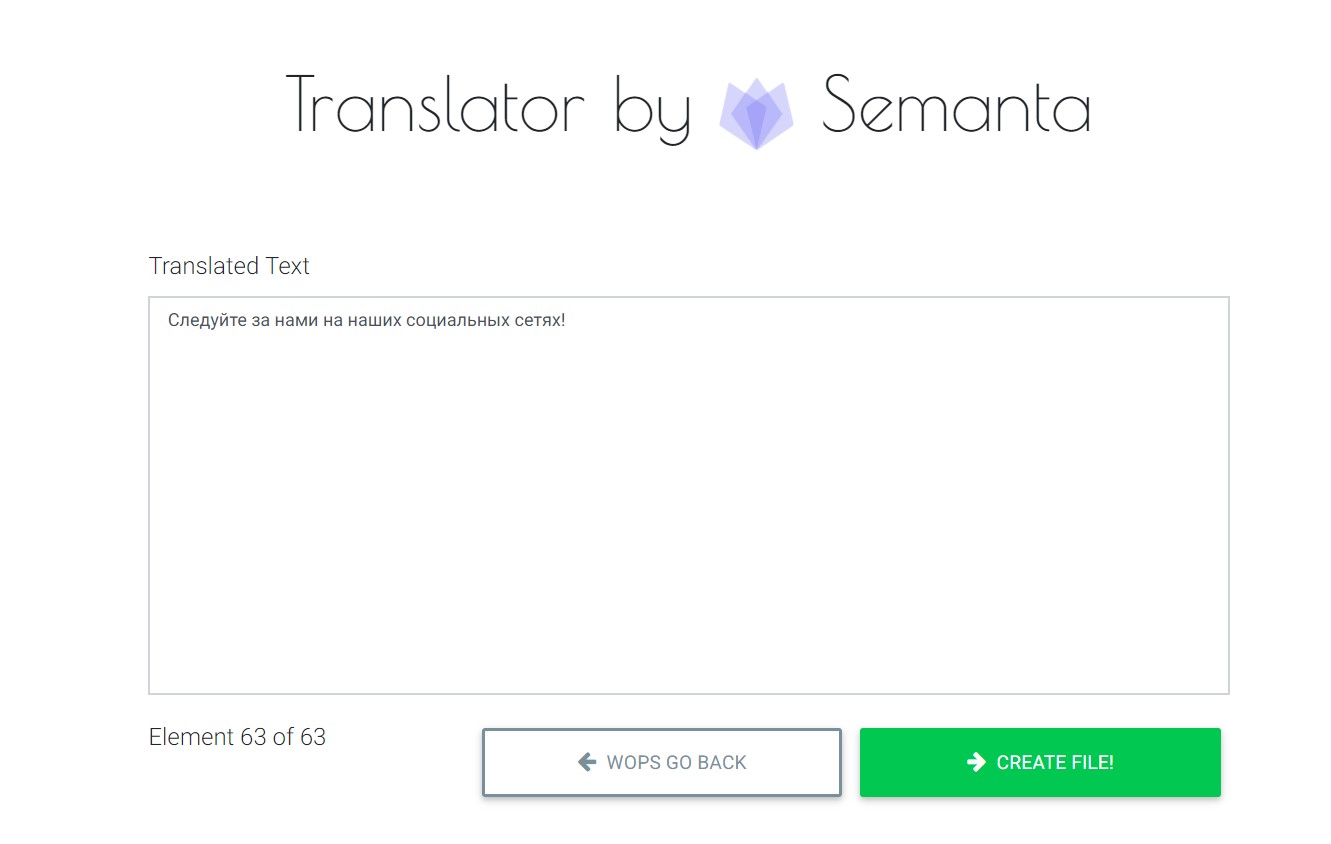 Translator by Semanta
Translated Text
Следуйте за нами на наших социальных сетях!
Element 63 of 63
WOPS GO BACK
CREATE FILE!